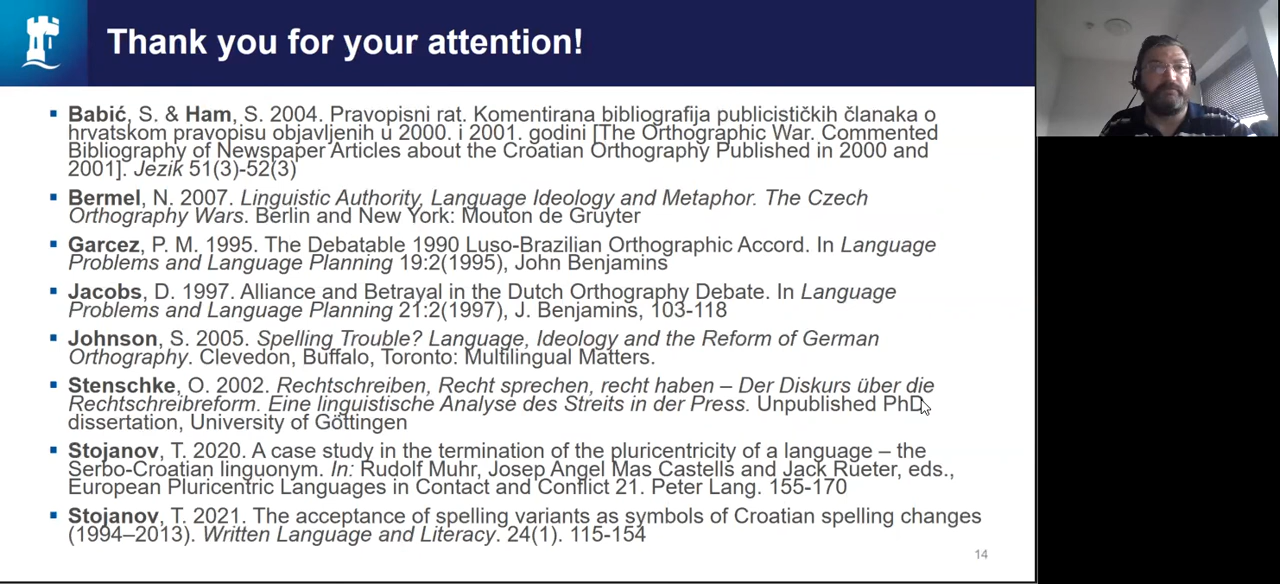 Thank you for your attention!
▪ Babić, S. & Ham, S. 2004. Pravopisni rat. Komentirana bibliografija publicističkih članaka o
hrvatskom pravopisu objavljenih u 2000. i 2001. godini [The Orthographic War. Commented
Bibliography of Newspaper Articles about the Croatian Orthography Published in 2000 and
2001]. Jezik 51(3)-52(3)
▪ Bermel, N. 2007. Linguistic Authority, Language Ideology and Metaphor. The Czech
Orthography Wars. Berlin and New York: Mouton de Gruyter
▪ Garcez, P. M. 1995. The Debatable 1990 Luso-Brazilian Orthographic Accord. In Language
Problems and Language Planning 19:2(1995), John Benjamins
▪ Jacobs, D. 1997. Alliance and Betrayal in the Dutch Orthography Debate. In Language
Problems and Language Planning 21:2(1997), J. Benjamins, 103-118
▪ Johnson, S. 2005. Spelling Trouble? Language, Ideology and the Reform of German
Orthography. Clevedon, Buffalo, Toronto: Multilingual Matters.
▪ Stenschke, O. 2002. Rechtschreiben, Recht sprechen, recht haben – Der Diskurs über die
Rechtschreibreform. Eine linguistische Analyse des Streits in der Press. Unpublished PhD
dissertation, University of Göttingen
▪ Stojanov, T. 2020. A case study in the termination of the pluricentricity of a language – the
Serbo-Croatian linguonym. In: Rudolf Muhr, Josep Angel Mas Castells and Jack Rueter, eds.,
European Pluricentric Languages in Contact and Conflict 21. Peter Lang. 155-170
▪ Stojanov, T. 2021. The acceptance of spelling variants as symbols of Croatian spelling changes
(1994–2013). Written Language and Literacy. 24(1). 115-154
14